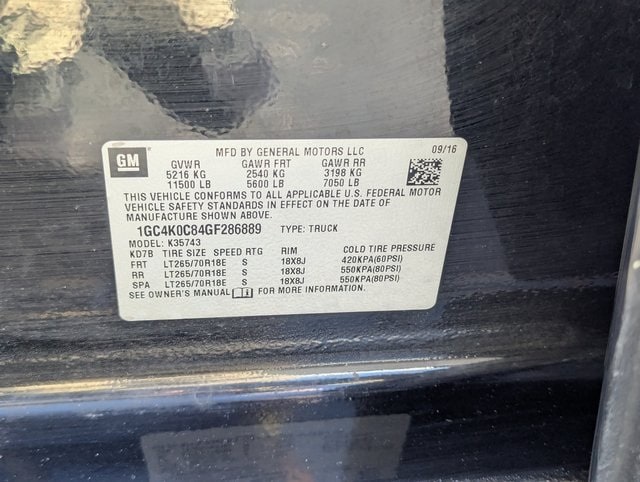 GM
MFD BY GENERAL MOTORS LLC 09/16
GVWR GAWR FRT GAWR RR
5216 KG 2540 KG 3198 KG
11500 LB 5600 LB 7050 LB
THIS VEHICLE CONFORMS TO ALL APPLICABLE U.S. FEDERAL MOTOR
VEHICLE SAFETY STANDARDS IN EFFECT ON THE DATE OF
MANUFACTURE SHOWN ABOVE.
1GC4K0C84GF286889 TYPE: TRUCK
MODEL: K35743
KD7B TIRE SIZE SPEED RTG RIM COLD TIRE PRESSURE
FRT LT265/70R18E S 18X8J 420KPA(60PSI)
RR LT265/70R18E S 18X8J 550KPA(80PSI)
SPA LT265/70R18E S 18X8J 550KPA(80PSI)
SEE OWNER'S MANUAL i FOR MORE INFORMATION.